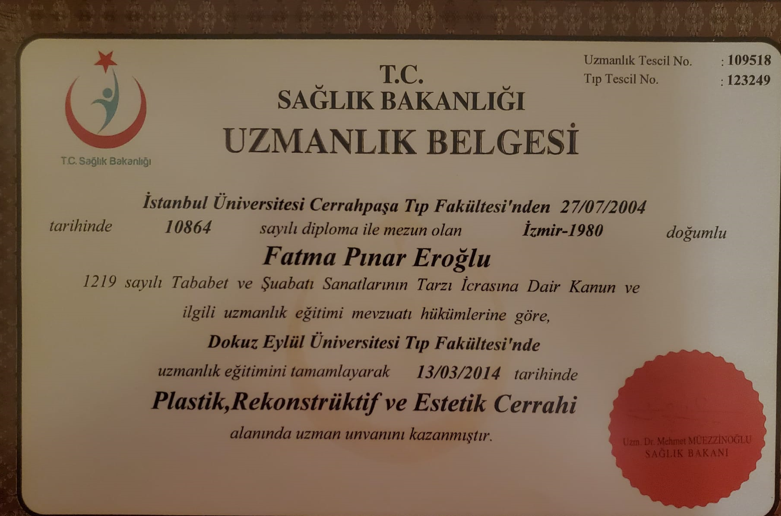 Uzmanlık Tescil No. : 109518
Tıp Tescil No. : 123249
T.C.
SAĞLIK BAKANLIĞI
UZMANLIK BELGESİ
T.C. Sağlık Bakanlığı
İstanbul Üniversitesi Cerrahpaşa Tıp Fakültesi'nden 27/07/2004
tarihinde 10864 sayılı diploma ile mezun olan İzmir-1980 doğumlu
Fatma Pınar Eroğlu
1219 sayılı Tababet ve Şuabatı Sanatlarının Tarzı İcrasına Dair Kanun ve
ilgili uzmanlık eğitimi mevzuatı hükümlerine göre,
Dokuz Eylül Üniversitesi Tıp Fakültesi'nde
uzmanlık eğitimini tamamlayarak 13/03/2014 tarihinde
Plastik,Rekonstrüktif ve Estetik Cerrahi
alanında uzman unvanını kazanmıştır.
Uzm. Dr. Mehmet MÜEZZİNOĞLU
SAĞLIK BAKANI